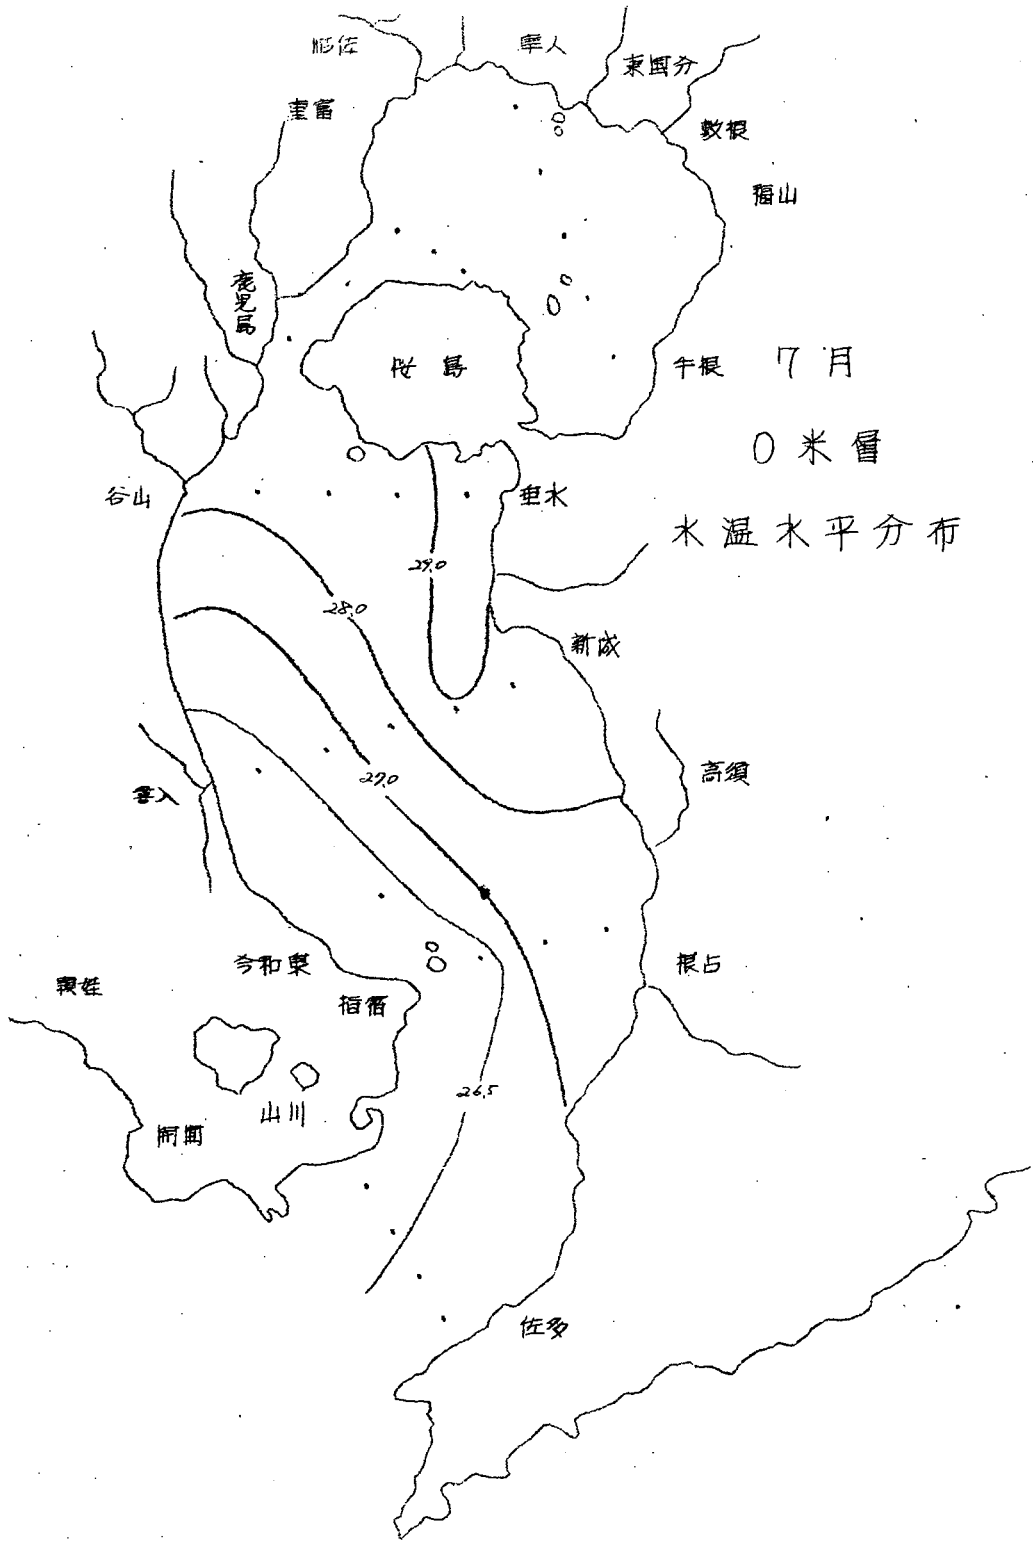 隼人
東国分
重富
敷根
福山
鹿児島
桜島
牛根
7月
0米層
谷山
垂水
水温水平分布
29.0
28.0
新城
高須
27.0
喜入
今和泉
根占
頴娃
指宿
26.5
山川
開聞
佐多